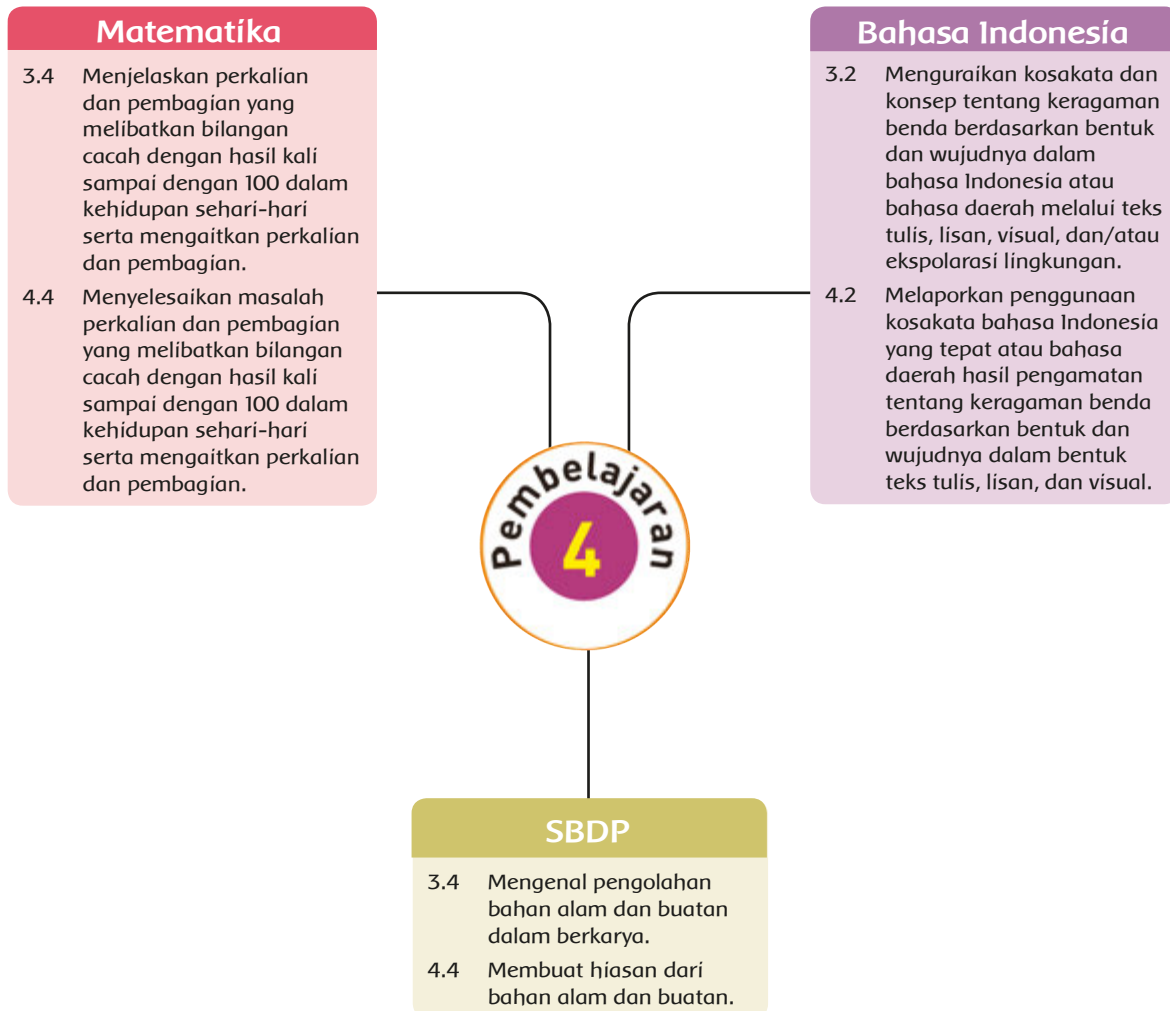 Matematika
3.4 Menjelaskan perkalian
dan pembagian yang
melibatkan bilangan
cacah dengan hasil kali
sampai dengan 100 dalam
kehidupan sehari-hari
serta mengaitkan perkalian
dan pembagian.
4.4 Menyelesaikan masalah
perkalian dan pembagian
yang melibatkan bilangan
cacah dengan hasil kali
sampai dengan 100 dalam
kehidupan sehari-hari
serta mengaitkan perkalian
dan pembagian.
Bahasa Indonesia
3.2 Menguraikan kosakata dan
konsep tentang keragaman
benda berdasarkan bentuk
dan wujudnya dalam
bahasa Indonesia atau
bahasa daerah melalui teks
tulis, lisan, visual, dan/atau
ekspolarasi lingkungan.
4.2 Melaporkan penggunaan
kosakata bahasa Indonesia
yang tepat atau bahasa
daerah hasil pengamatan
tentang keragaman benda
berdasarkan bentuk dan
wujudnya dalam bentuk
teks tulis, lisan, dan visual.
Pembelajaran
4
SBDP
3.4 Mengenal pengolahan
bahan alam dan buatan
dalam berkarya.
4.4 Membuat hiasan dari
bahan alam dan buatan.